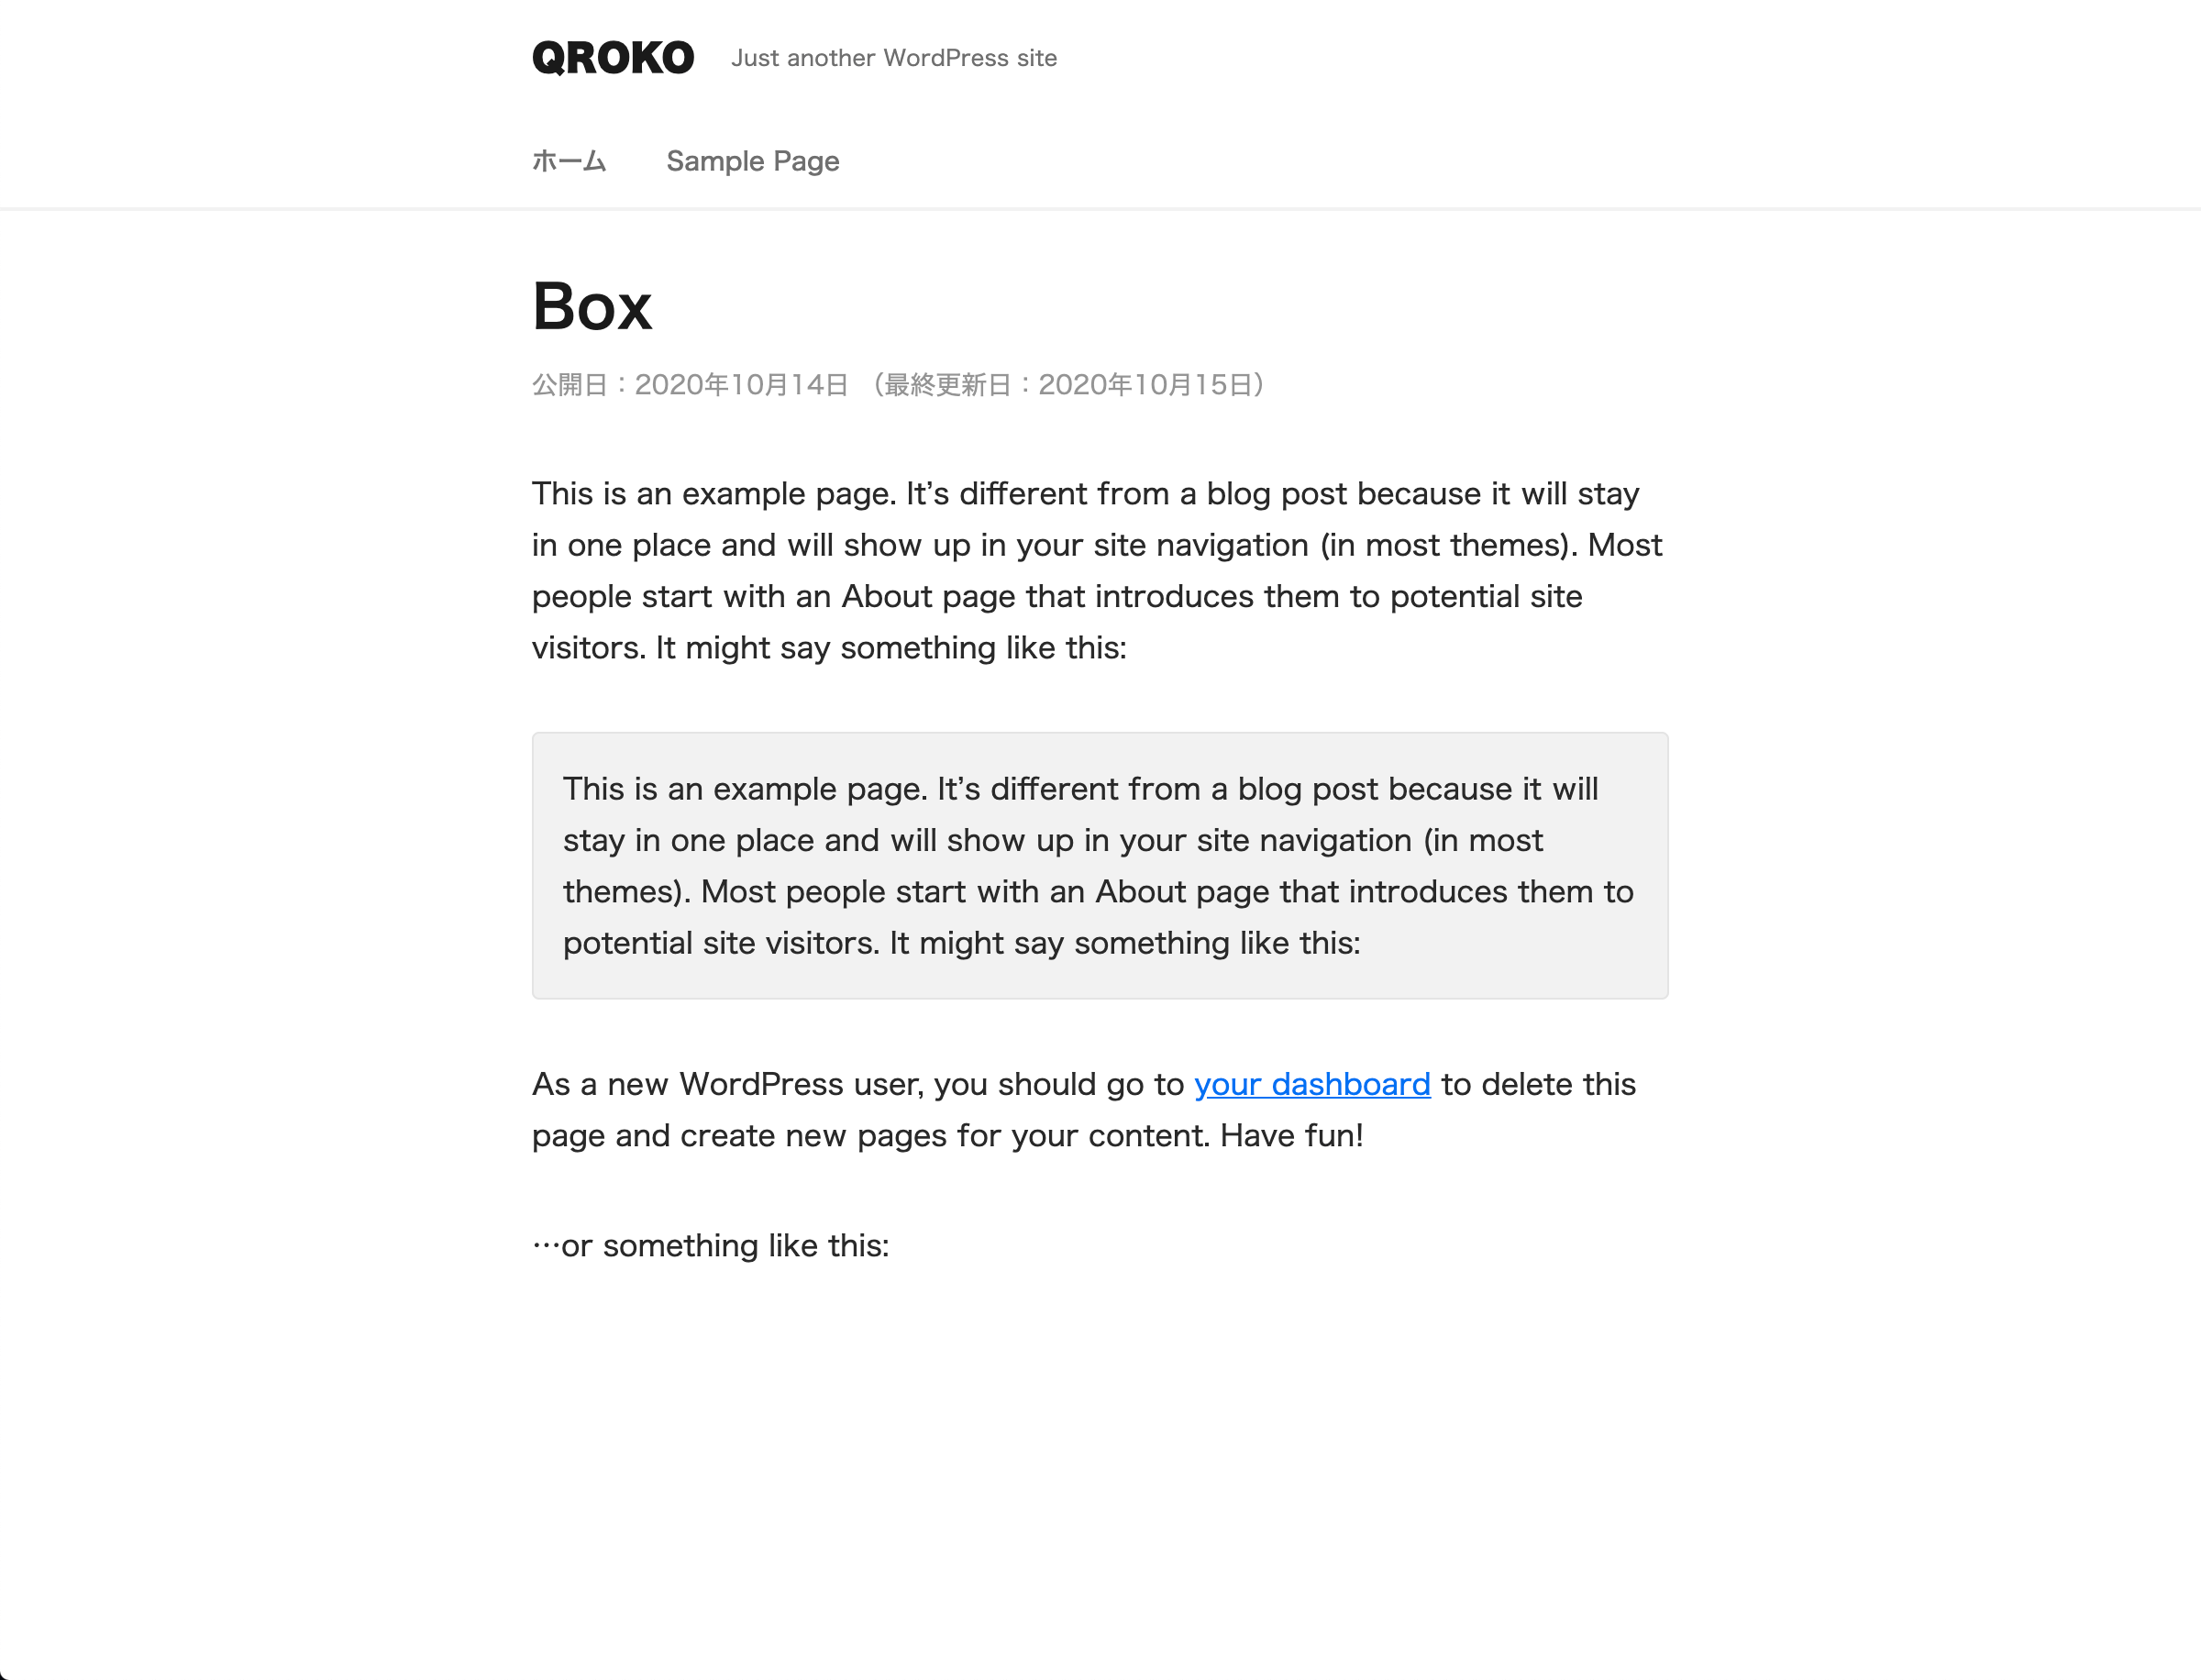 QROKO Just another WordPress site
ホーム Sample Page
Box
公開日：2020年10月14日 （最終更新日：2020年10月15日）
This is an example page. It’s different from a blog post because it will stay
in one place and will show up in your site navigation (in most themes). Most
people start with an About page that introduces them to potential site
visitors. It might say something like this:
This is an example page. It’s different from a blog post because it will
stay in one place and will show up in your site navigation (in most
themes). Most people start with an About page that introduces them to
potential site visitors. It might say something like this:
As a new WordPress user, you should go to your dashboard to delete this
page and create new pages for your content. Have fun!
…or something like this: